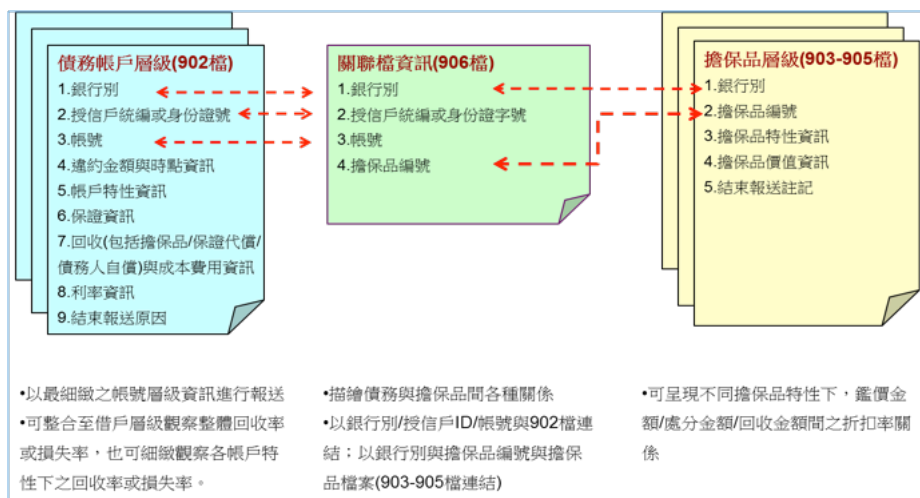 債務帳戶層級(902檔)
1.銀行別
2.授信戶統編或身份證號
3.帳號
4.違約金額與時點資訊
5.帳戶特性資訊
6.保證資訊
7.回收(包括擔保品/保證代償/
債務人自償)與成本費用資訊
8.利率資訊
9.結束報送原因
關聯檔資訊(906檔)
1.銀行別
2.授信戶統編或身份證字號
3.帳號
4.擔保品編號
擔保品層級(903-905檔)
1.銀行別
2.擔保品編號
3.擔保品特性資訊
4.擔保品價值資訊
5.結束報送註記
•以最細緻之帳號層級資訊進行報送
•可整合至借戶層級觀察整體回收率
或損失率，也可細緻觀察各帳戶特
性下之回收率或損失率。
•描繪債務與擔保品間各種關係
•以銀行別/授信戶ID/帳號與902檔連
結；以銀行別與擔保品編號與擔保
品檔案(903-905檔連結)
•可呈現不同擔保品特性下，鑑價金
額/處分金額/回收金額間之折扣率關
係